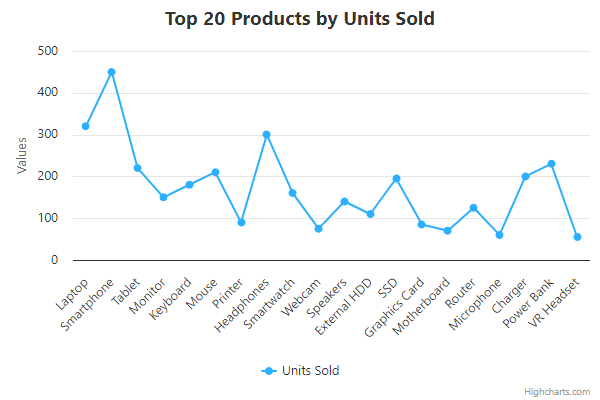 Top 20 Products by Units Sold
Values
500
400
300
200
100
0
Laptop
Smartphone
Tablet
Monitor
Keyboard
Mouse
Printer
Headphones
Smartwatch
Webcam
Speakers
External HDD
SSD
Graphics Card
Motherboard
Router
Microphone
Charger
Power Bank
VR Headset
Units Sold
Highcharts.com